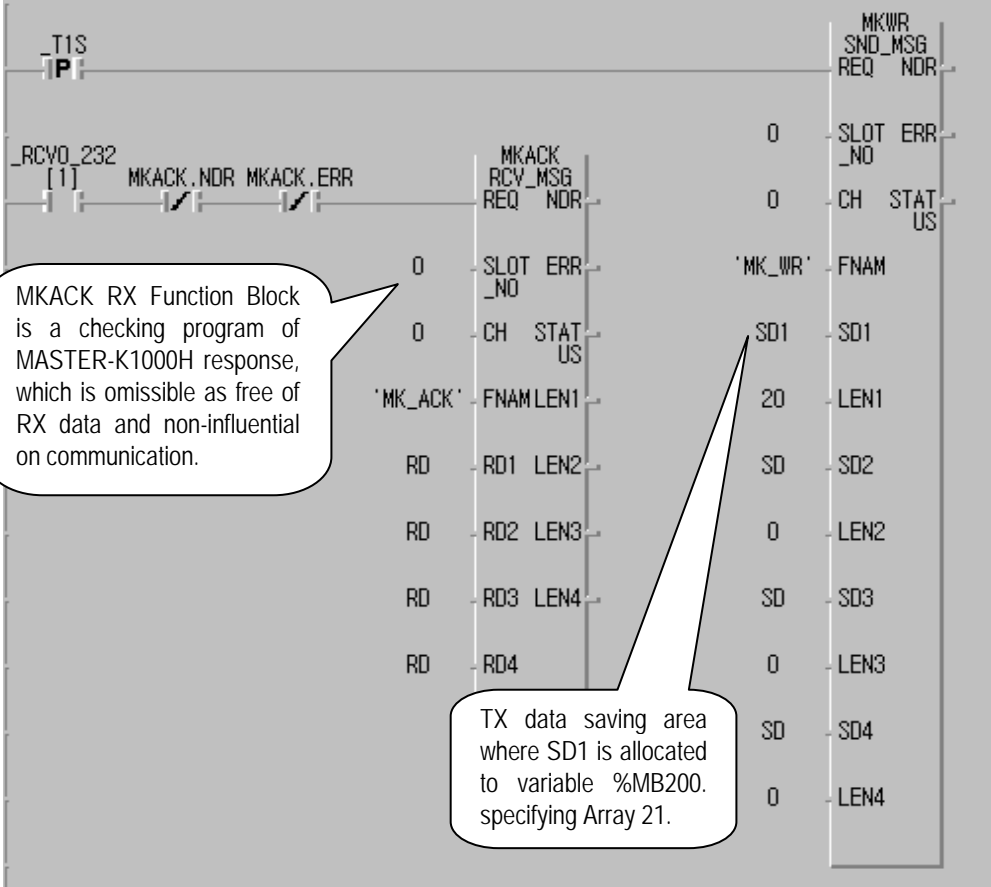 MKWR
_T1S
SND_MSG
P
REQ NDR
0 SLOT ERR
_NO
_RCV0_232
[1]
MKACK.NDR MKACK.ERR
MKACK
RCV_MSG
REQ NDR
0 CH STAT
US
0 SLOT ERR
_NO
'MK_WR' FNAM
MKACK RX Function Block
is a checking program of
MASTER-K1000H response,
which is omissible as free of
RX data and non-influential
on communication.
0 CH STAT
US
SD1 SD1
'MK_ACK' FNAM LEN1
20 LEN1
RD RD1 LEN2
SD SD2
RD RD2 LEN3
0 LEN2
RD RD3 LEN4
SD SD3
RD RD4
0 LEN3
TX data saving area
where SD1 is allocated
to variable %MB200.
specifying Array 21.
SD SD4
0 LEN4